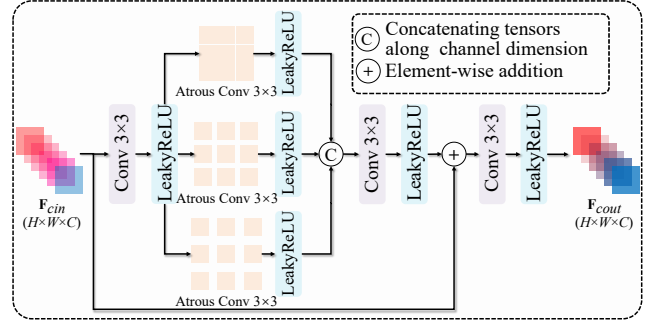 C Concatenating tensors
along channel dimension
+ Element-wise addition
Atrous Conv 3×3
LeakyReLU
Conv 3×3
LeakyReLU
Atrous Conv 3×3
LeakyReLU
C
Conv 3×3
LeakyReLU
+
Conv 3×3
LeakyReLU
Atrous Conv 3×3
LeakyReLU
F_cin
(H×W×C)
F_cout
(H×W×C)